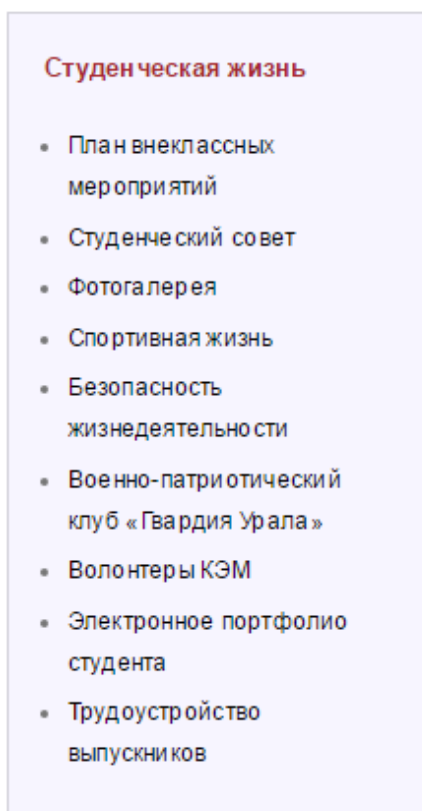 Студенческая жизнь
План внеклассных
мероприятий
Студенческий совет
Фотогалерея
Спортивная жизнь
Безопасность
жизнедеятельности
Военно-патриотический
клуб «Гвардия Урала»
Волонтеры КЭМ
Электронное портфолио
студента
Трудоустройство
выпускников